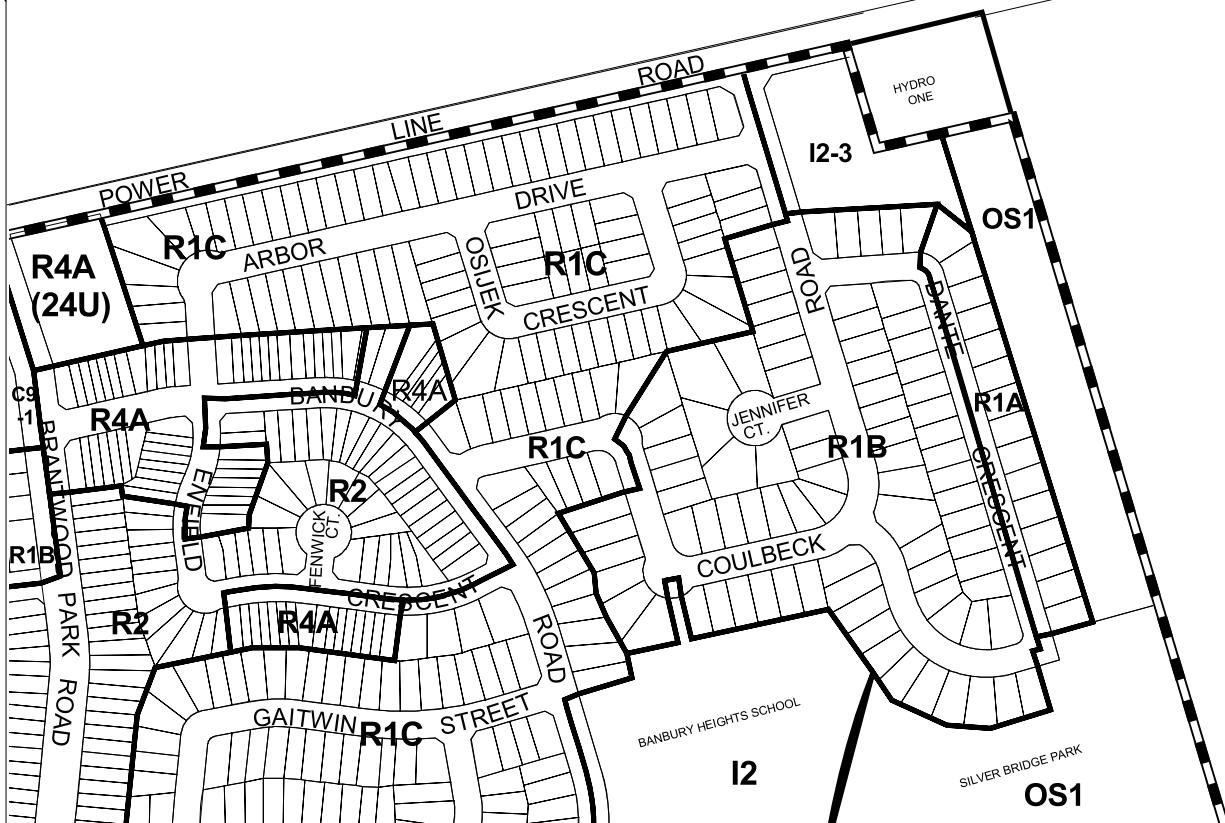 ROAD
LINE
POWER
HYDRO
ONE
I2-3
DRIVE
ARBOR
R1C
R4A
(24U)
OSIJEK
R1C
CRESCENT
OS1
ROAD
DANTE
C9
-1
R4A
BANBURY
R4A
R1C
JENNIFER
CT.
R1A
R1B
BRANTWOOD PARK ROAD
ENFIELD
R2
FENWICK
CT.
CRESCENT
R1B
COULBECK
CRESCENT
R2
R4A
ROAD
GAITWIN
STREET
R1C
BANBURY HEIGHTS SCHOOL
I2
SILVER BRIDGE PARK
OS1